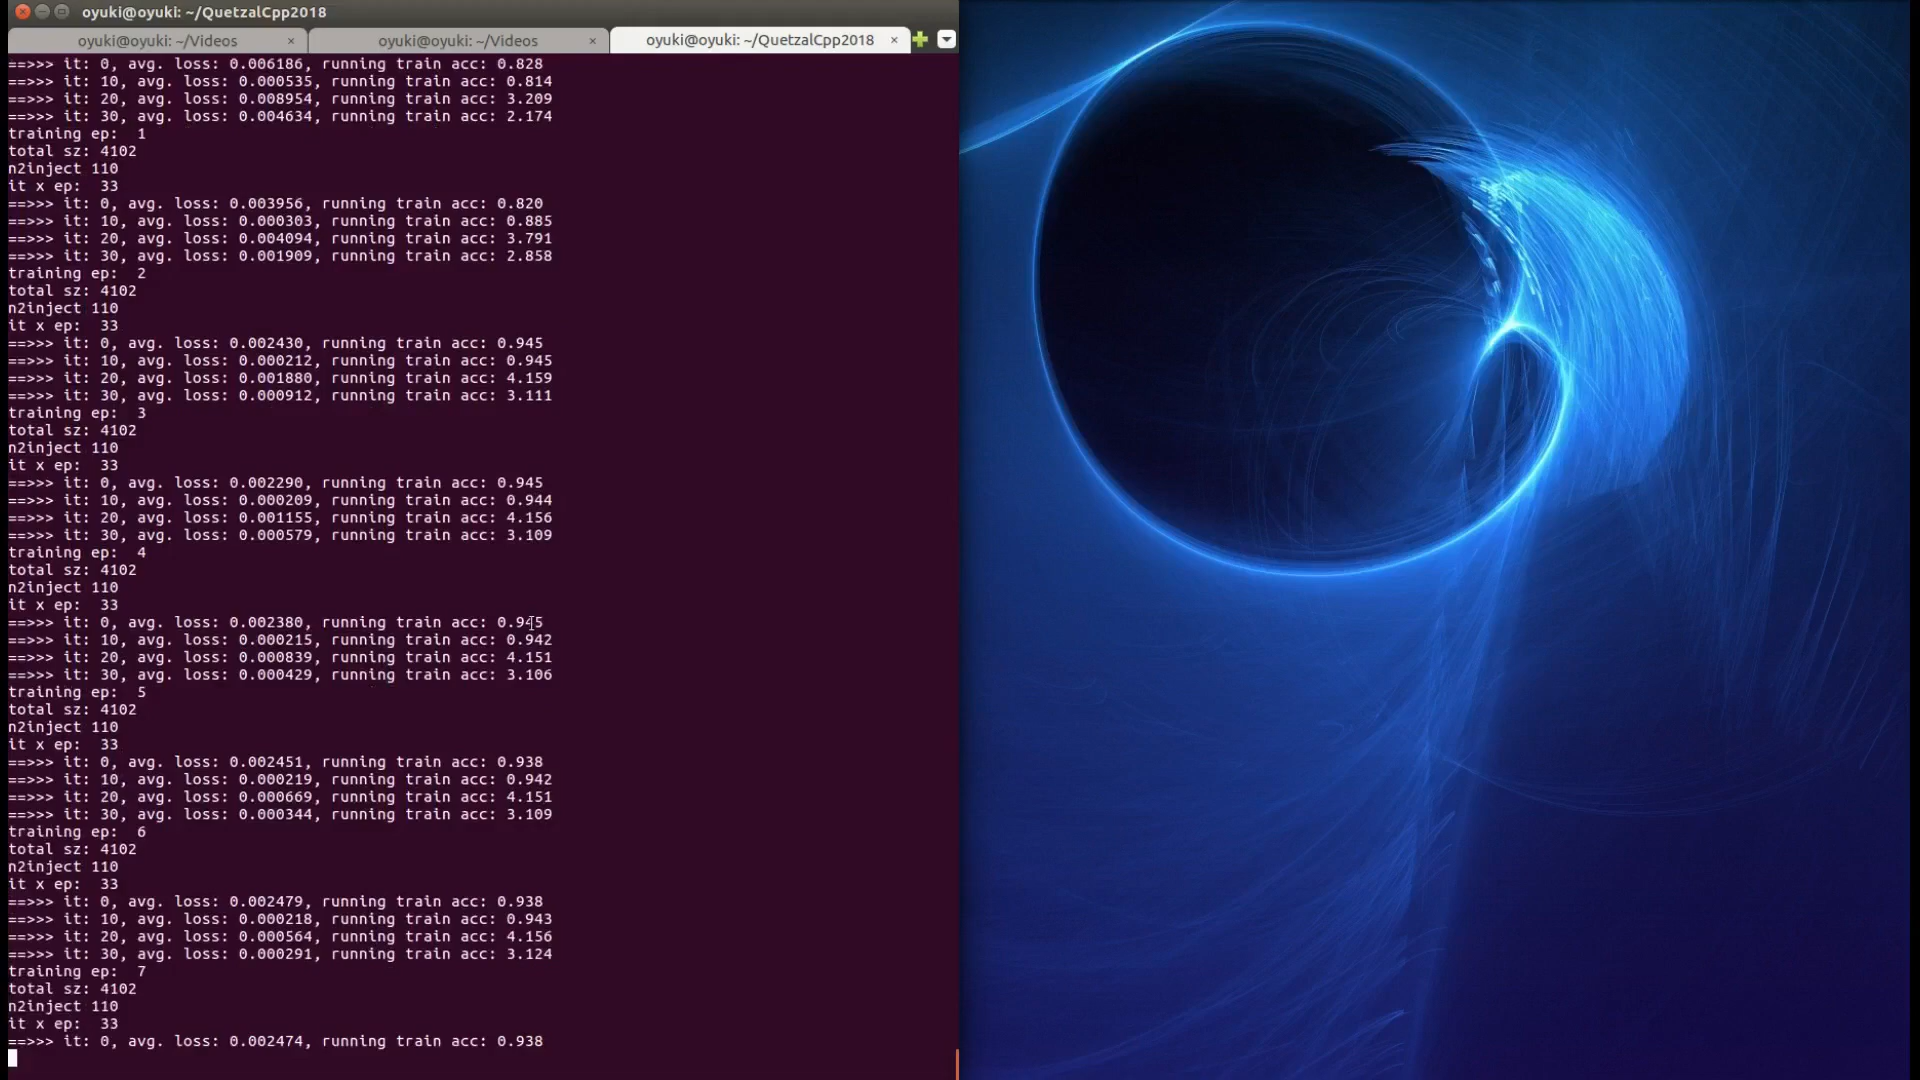 oyuki@oyuki: ~/QuetzalCpp2018
oyuki@oyuki: ~/Videos × oyuki@oyuki: ~/Videos × oyuki@oyuki: ~/QuetzalCpp2018 ×
==>>> it: 0, avg. loss: 0.006186, running train acc: 0.828
==>>> it: 10, avg. loss: 0.000535, running train acc: 0.814
==>>> it: 20, avg. loss: 0.008954, running train acc: 3.209
==>>> it: 30, avg. loss: 0.004634, running train acc: 2.174
training ep:  1
total sz: 4102
n2inject 110
it x ep:  33
==>>> it: 0, avg. loss: 0.003956, running train acc: 0.820
==>>> it: 10, avg. loss: 0.000303, running train acc: 0.885
==>>> it: 20, avg. loss: 0.004094, running train acc: 3.791
==>>> it: 30, avg. loss: 0.001909, running train acc: 2.858
training ep:  2
total sz: 4102
n2inject 110
it x ep:  33
==>>> it: 0, avg. loss: 0.002430, running train acc: 0.945
==>>> it: 10, avg. loss: 0.000212, running train acc: 0.945
==>>> it: 20, avg. loss: 0.001880, running train acc: 4.159
==>>> it: 30, avg. loss: 0.000912, running train acc: 3.111
training ep:  3
total sz: 4102
n2inject 110
it x ep:  33
==>>> it: 0, avg. loss: 0.002290, running train acc: 0.945
==>>> it: 10, avg. loss: 0.000209, running train acc: 0.944
==>>> it: 20, avg. loss: 0.001155, running train acc: 4.156
==>>> it: 30, avg. loss: 0.000579, running train acc: 3.109
training ep:  4
total sz: 4102
n2inject 110
it x ep:  33
==>>> it: 0, avg. loss: 0.002380, running train acc: 0.945
==>>> it: 10, avg. loss: 0.000215, running train acc: 0.942
==>>> it: 20, avg. loss: 0.000839, running train acc: 4.151
==>>> it: 30, avg. loss: 0.000429, running train acc: 3.106
training ep:  5
total sz: 4102
n2inject 110
it x ep:  33
==>>> it: 0, avg. loss: 0.002451, running train acc: 0.938
==>>> it: 10, avg. loss: 0.000219, running train acc: 0.942
==>>> it: 20, avg. loss: 0.000669, running train acc: 4.151
==>>> it: 30, avg. loss: 0.000344, running train acc: 3.109
training ep:  6
total sz: 4102
n2inject 110
it x ep:  33
==>>> it: 0, avg. loss: 0.002479, running train acc: 0.938
==>>> it: 10, avg. loss: 0.000218, running train acc: 0.943
==>>> it: 20, avg. loss: 0.000564, running train acc: 4.156
==>>> it: 30, avg. loss: 0.000291, running train acc: 3.124
training ep:  7
total sz: 4102
n2inject 110
it x ep:  33
==>>> it: 0, avg. loss: 0.002474, running train acc: 0.938